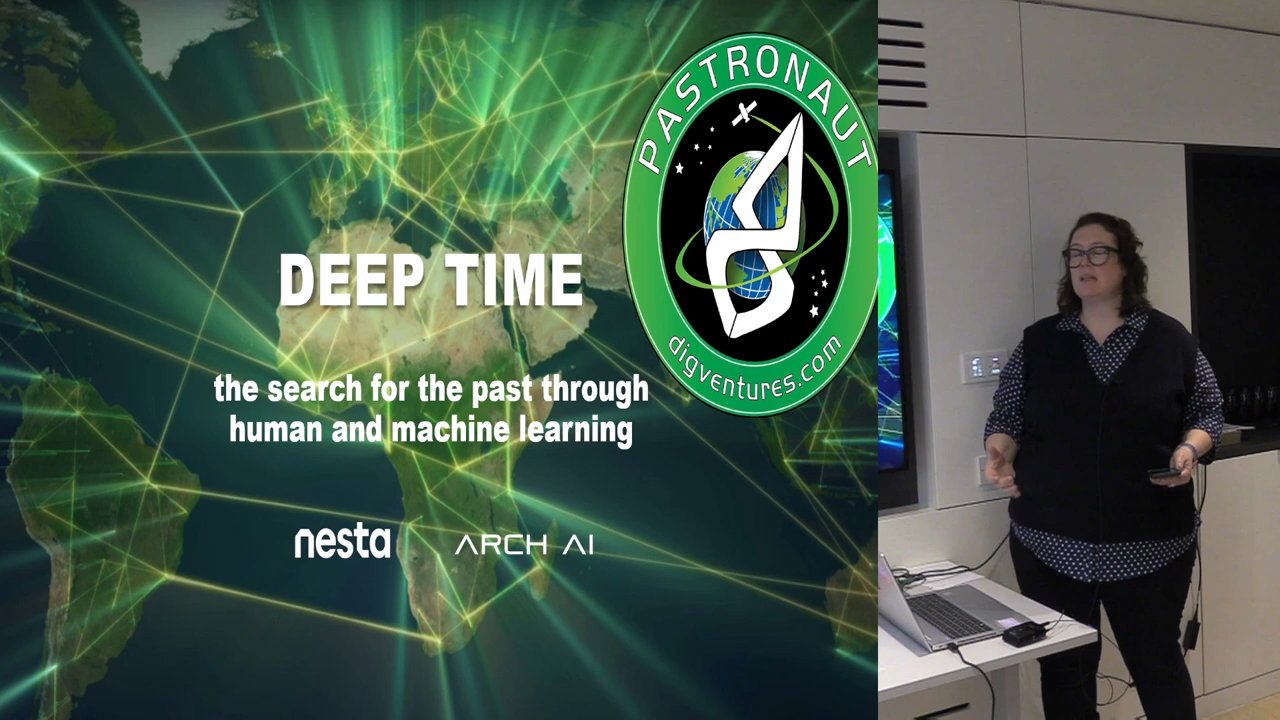 PASTRONAUT
digventures.com
DEEP TIME
the search for the past through
human and machine learning
nesta
ARCH AI